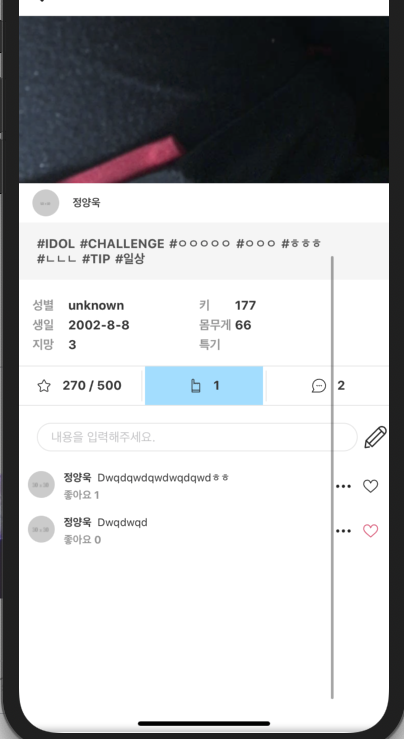 정양욱
#IDOL #CHALLENGE #ㅇㅇㅇㅇㅇ #ㅇㅇㅇ #ㅎㅎㅎ
#ㄴㄴㄴ #TIP #일상
성별 unknown 키 177
생일 2002-8-8 몸무게 66
지망 3 특기
270 / 500 1 2
내용을 입력해주세요.
정양욱 Dwqdqwdqwdwqdqwdㅎㅎ
좋아요 1
정양욱 Dwqdwqd
좋아요 0